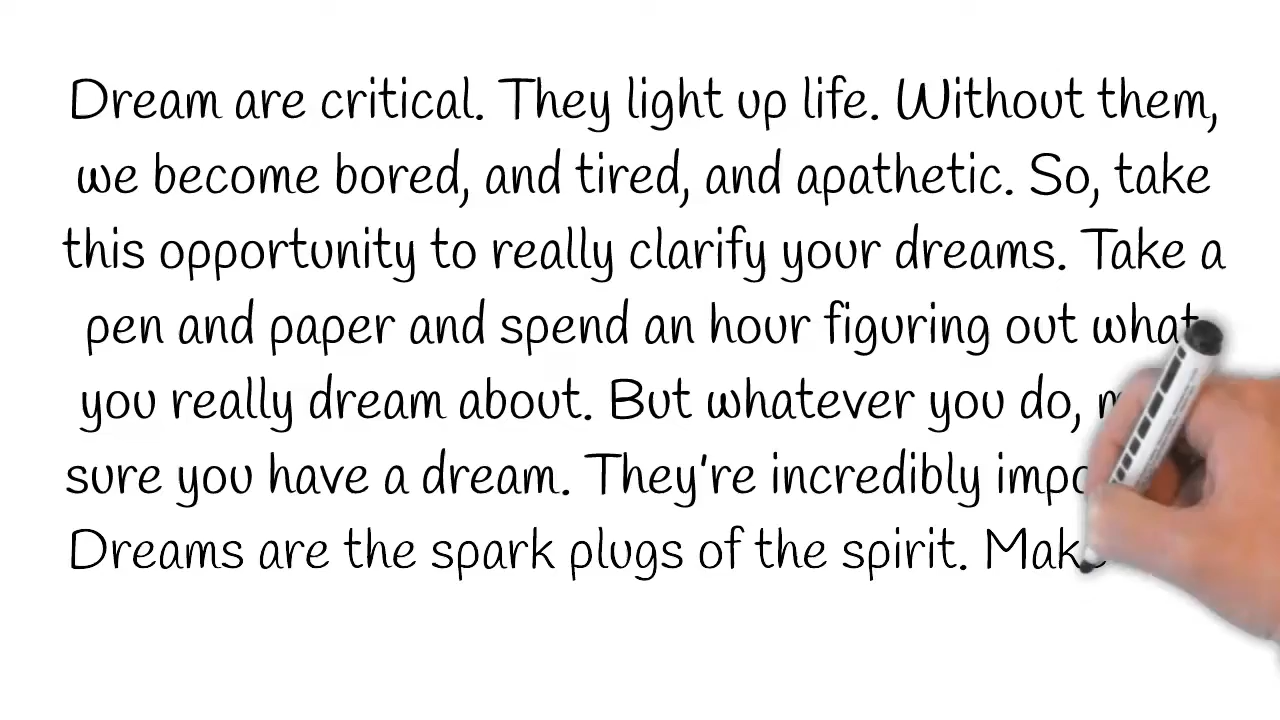 Dream are critical. They light up life. Without them,
we become bored, and tired, and apathetic. So, take
this opportunity to really clarify your dreams. Take a
pen and paper and spend an hour figuring out what
you really dream about. But whatever you do,
sure you have a dream. They're incredibly
Dreams are the spark plugs of the spirit. Make